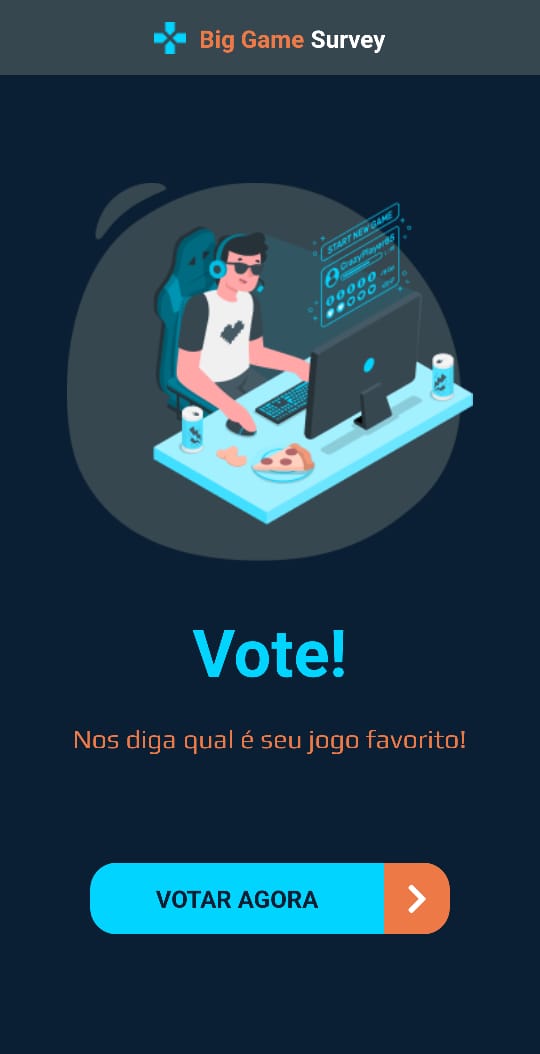 Big Game Survey
START NEW GAME
CrazyPlayer85
Vote!
Nos diga qual é seu jogo favorito!
VOTAR AGORA